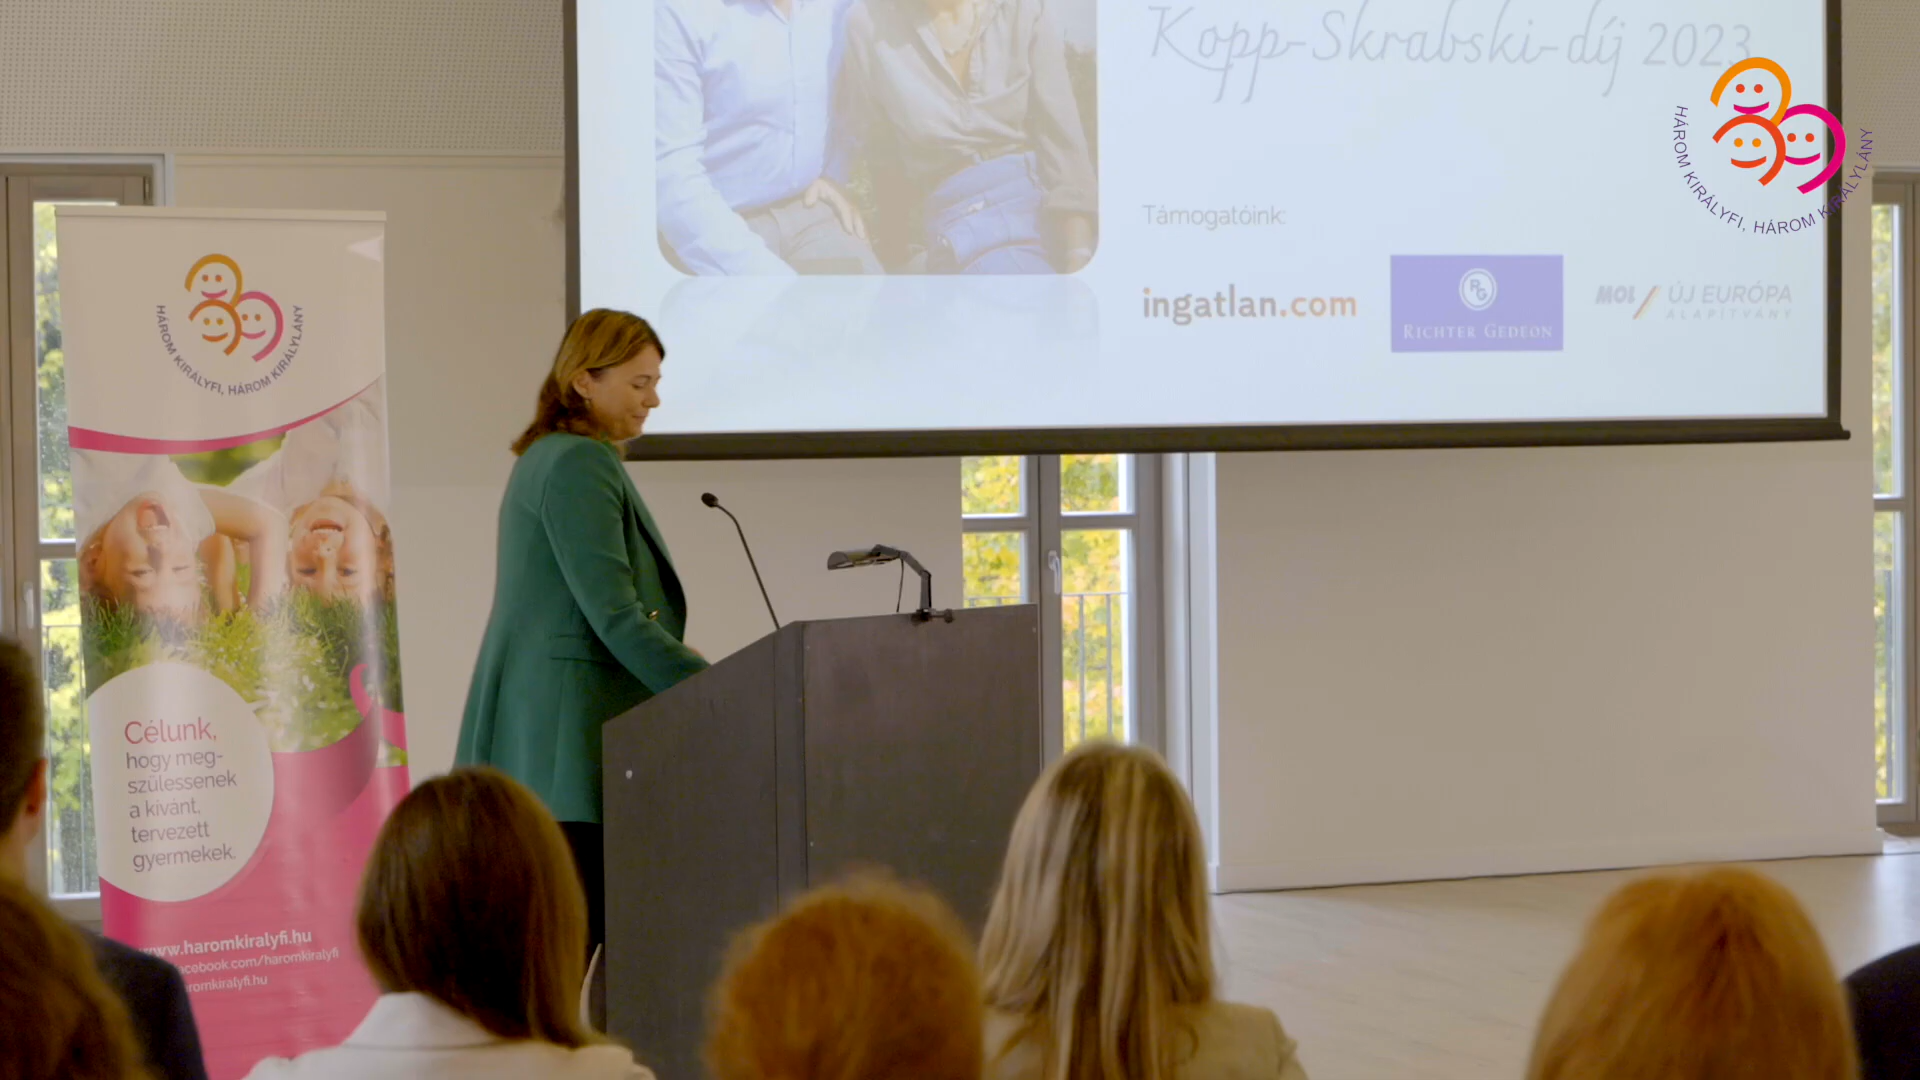 Kopp-Skrabski-díj 2023
HÁROM KIRÁLYFI, HÁROM KIRÁLYLÁNY
Támogatóink:
ingatlan.com
RG
RICHTER GEDEON
MOL / ÚJ EURÓPA
ALAPÍTVÁNY
HÁROM KIRÁLYFI, HÁROM KIRÁLYLÁNY
Célunk,
hogy meg-
szülessenek
a kívánt,
tervezett
gyermekek.
www.haromkiralyfi.hu
facebook.com/haromkiralyfi
haromkiralyfi.hu